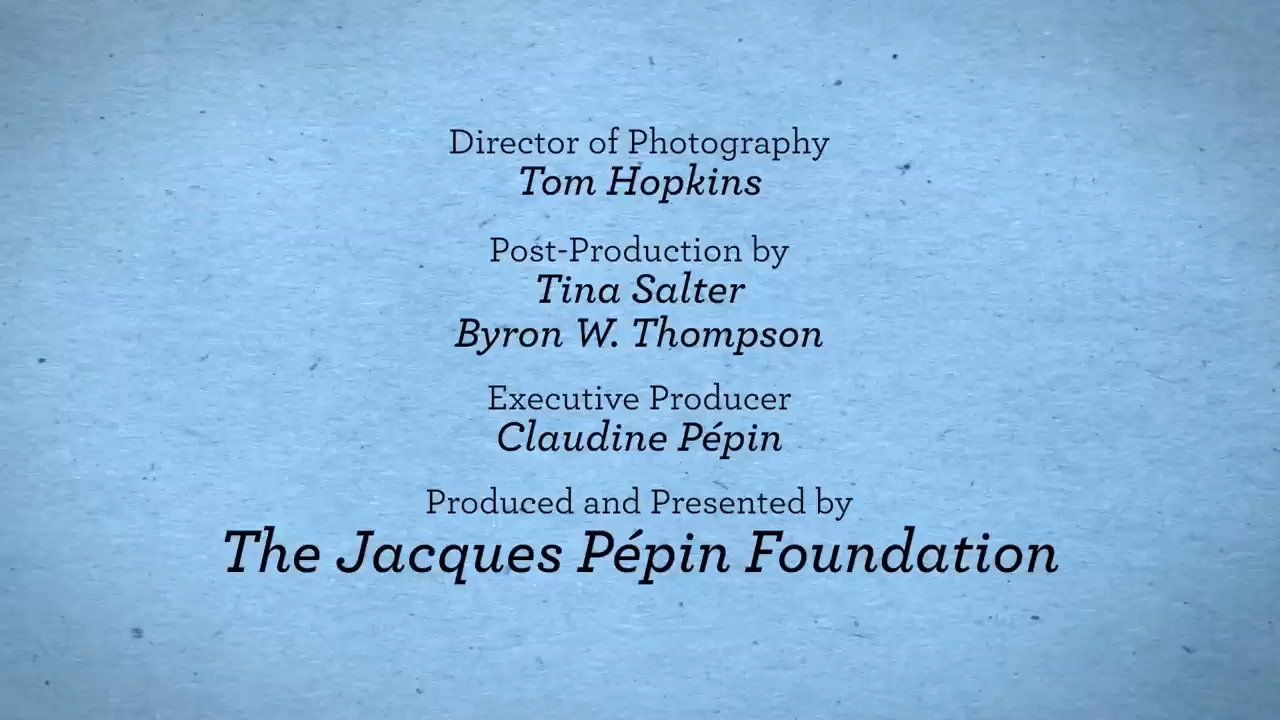 Director of Photography
Tom Hopkins
Post-Production by
Tina Salter
Byron W. Thompson
Executive Producer
Claudine Pépin
Produced and Presented by
The Jacques Pépin Foundation